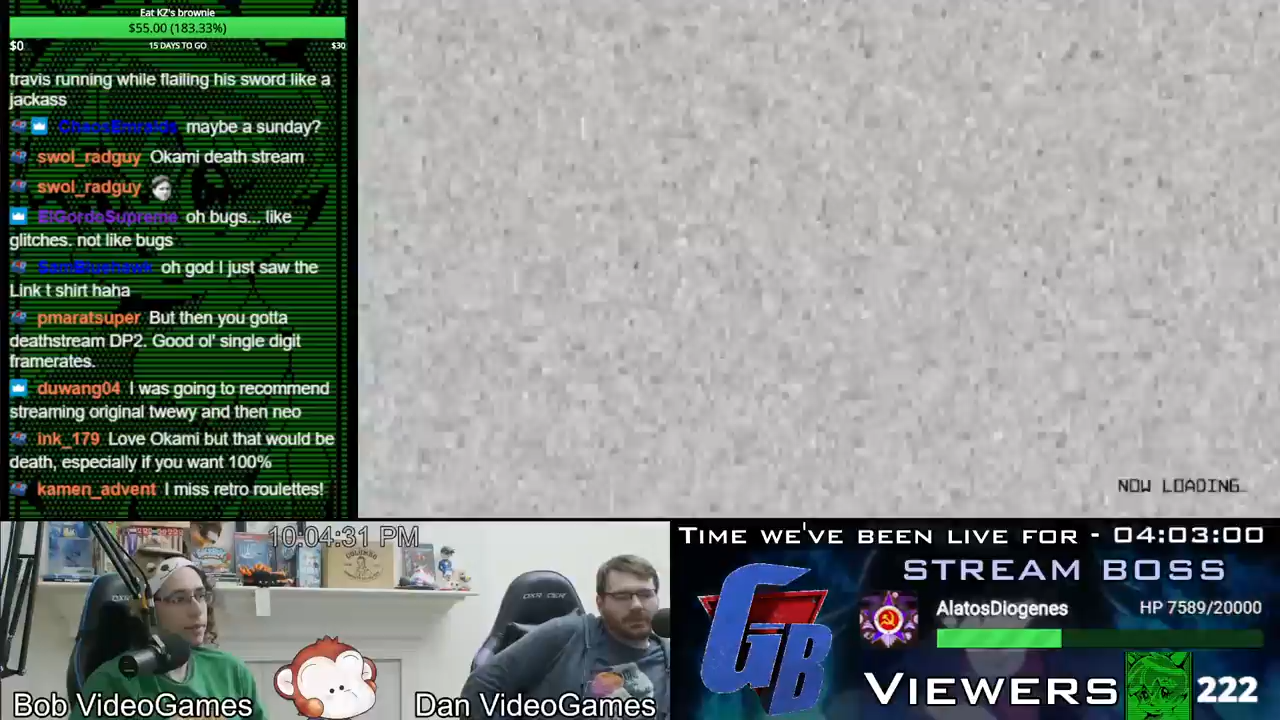 Eat KZ's brownie
$55.00 (183.33%)
$0 15 DAYS TO GO $30
travis running while flailing his sword like a
jackass
ChaosEmralds maybe a sunday?
swol_radguy Okami death stream
swol_radguy
ElGordoSupreme oh bugs... like
glitches. not like bugs
SamBluehawk oh god I just saw the
Link t shirt haha
pmaratsuper But then you gotta
deathstream DP2. Good ol' single digit
framerates.
duwang04 I was going to recommend
streaming original twewy and then neo
ink_179 Love Okami but that would be
death, especially if you want 100%
kamen_advent I miss retro roulettes!
NOW LOADING
10:04:31 PM
Bob VideoGames
Dan VideoGames
TIME WE'VE BEEN LIVE FOR - 04:03:00
STREAM BOSS
AlatosDiogenes HP 7589/20000
GB
VIEWERS 222